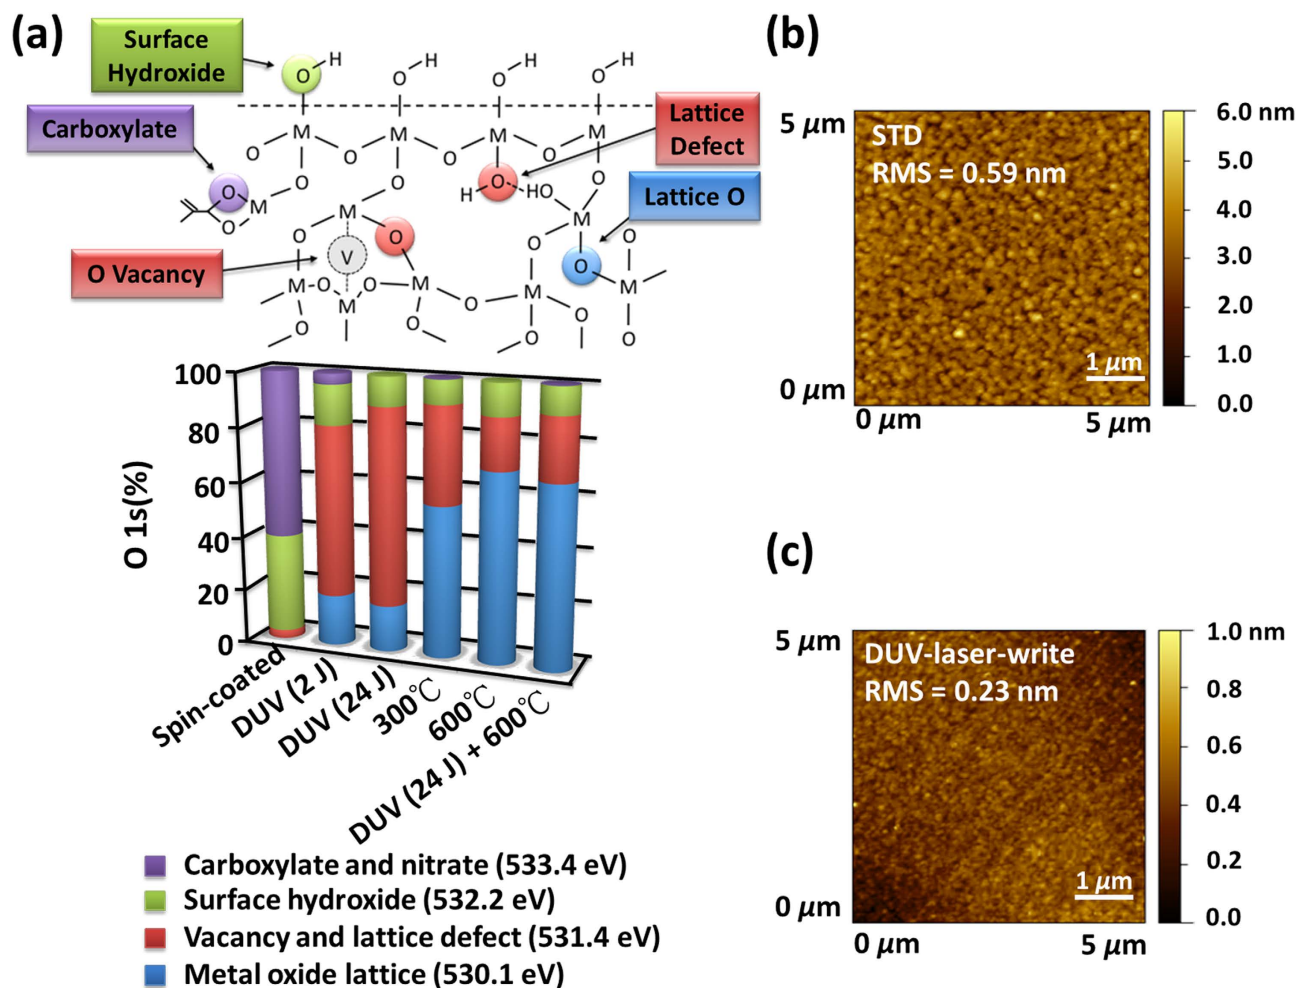 (a)
Surface
Hydroxide
Carboxylate
Lattice
Defect
Lattice O
O Vacancy
O H O H O H O H
M M M M
O O O O
O O H O HO O
O M O
M O O M O
O V O O
M O O M O M M
O O O O O
O 1s(%)
100
80
60
40
20
0
Spin-coated
DUV (2 J)
DUV (24 J)
300℃
600℃
DUV (24 J) + 600℃
Carboxylate and nitrate (533.4 eV)
Surface hydroxide (532.2 eV)
Vacancy and lattice defect (531.4 eV)
Metal oxide lattice (530.1 eV)
(b)
5 μm
STD
RMS = 0.59 nm
1 μm
0 μm
0 μm
5 μm
6.0 nm
5.0
4.0
3.0
2.0
1.0
0.0
(c)
5 μm
DUV-laser-write
RMS = 0.23 nm
1 μm
0 μm
0 μm
5 μm
1.0 nm
0.8
0.6
0.4
0.2
0.0